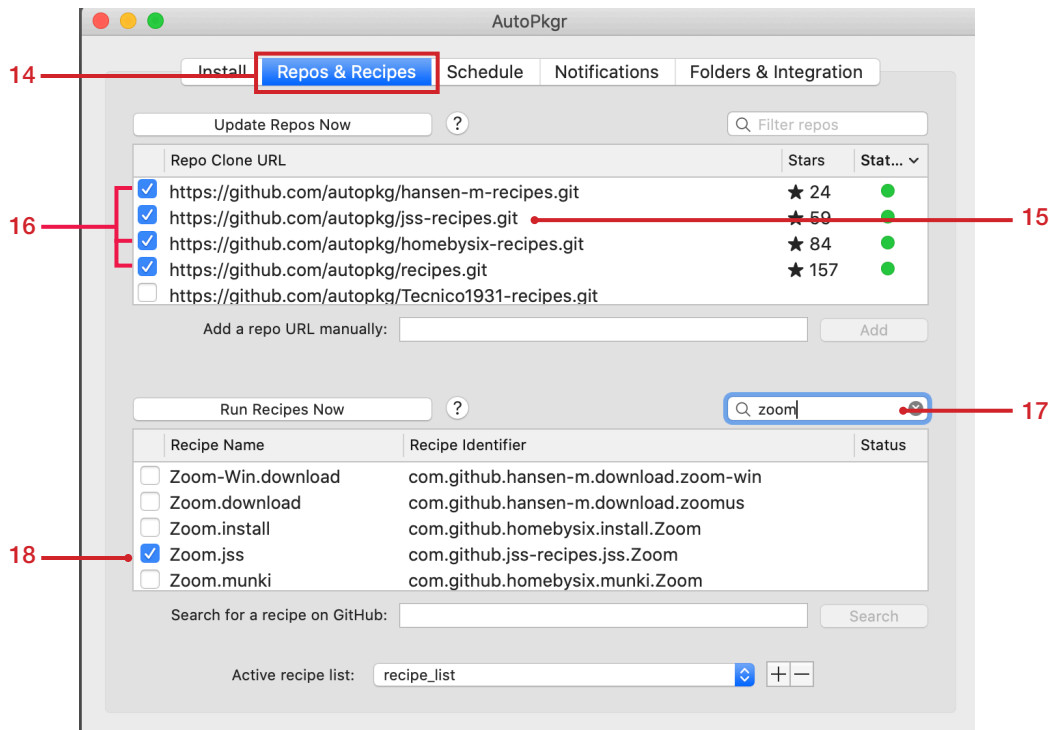 AutoPkgr
14
Install Repos & Recipes Schedule Notifications Folders & Integration
Update Repos Now ? Filter repos
Repo Clone URL Stars Stat...
https://github.com/autopkg/hansen-m-recipes.git ★ 24
16
https://github.com/autopkg/jss-recipes.git ★ 59 15
https://github.com/autopkg/homebysix-recipes.git ★ 84
https://github.com/autopkg/recipes.git ★ 157
https://github.com/autopkg/Tecnico1931-recipes.git
Add a repo URL manually: Add
Run Recipes Now ? zoom 17
Recipe Name Recipe Identifier Status
Zoom-Win.download com.github.hansen-m.download.zoom-win
Zoom.download com.github.hansen-m.download.zoomus
Zoom.install com.github.homebysix.install.Zoom
18 Zoom.jss com.github.jss-recipes.jss.Zoom
Zoom.munki com.github.homebysix.munki.Zoom
Search for a recipe on GitHub: Search
Active recipe list: recipe_list + −